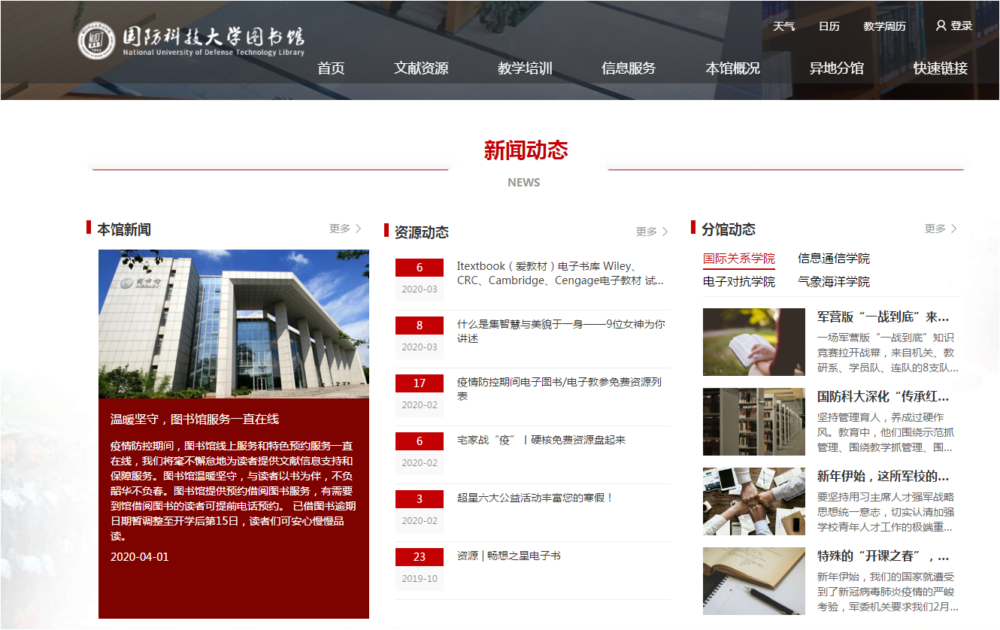 国防科技大学图书馆
National University of Defense Technology Library
天气
日历
教学周历
登录
首页
文献资源
教学培训
信息服务
本馆概况
异地分馆
快速链接
新闻动态
NEWS
本馆新闻
更多
图书馆
LIBRARY
温暖坚守，图书馆服务一直在线
疫情防控期间，图书馆线上服务和特色预约服务一直
在线，我们将毫不懈怠地为读者提供文献信息支持和
保障服务。图书馆温暖坚守，与读者以书为伴，不负
韶华不负春。图书馆提供预约借阅图书服务，有需要
到馆借阅图书的读者可提前电话预约。 已借图书逾期
日期暂调整至开学后第15日，读者们可安心慢慢品
读。
2020-04-01
资源动态
更多
6
2020-03
Itextbook（爱教材）电子书库 Wiley、
CRC、Cambridge、Cengage电子教材 试...
8
2020-03
什么是集智慧与美貌于一身——9位女神为你
讲述
17
2020-02
疫情防控期间电子图书/电子教参免费资源列
表
6
2020-02
宅家战“疫”丨硬核免费资源盘起来
3
2020-02
超星六大公益活动丰富您的寒假！
23
2019-10
资源 | 畅想之星电子书
分馆动态
更多
国际关系学院
信息通信学院
电子对抗学院
气象海洋学院
军营版“一战到底”来...
一场军营版“一战到底”知识
竞赛拉开战幕，来自机关、教
研系、学员队、连队的8支队...
国防科大深化“传承红...
坚持管理育人，养成过硬作
风。教育中，他们围绕示范抓
管理、围绕教学抓管理、围...
新年伊始，这所军校的...
要坚持用习主席人才强军战略
思想统一意志，切实认清加强
学校青年人才工作的极端重...
特殊的“开课之春”，...
新年伊始，我们的国家就遭受
到了新冠病毒肺炎疫情的严峻
考验，军委机关要求我们2月...